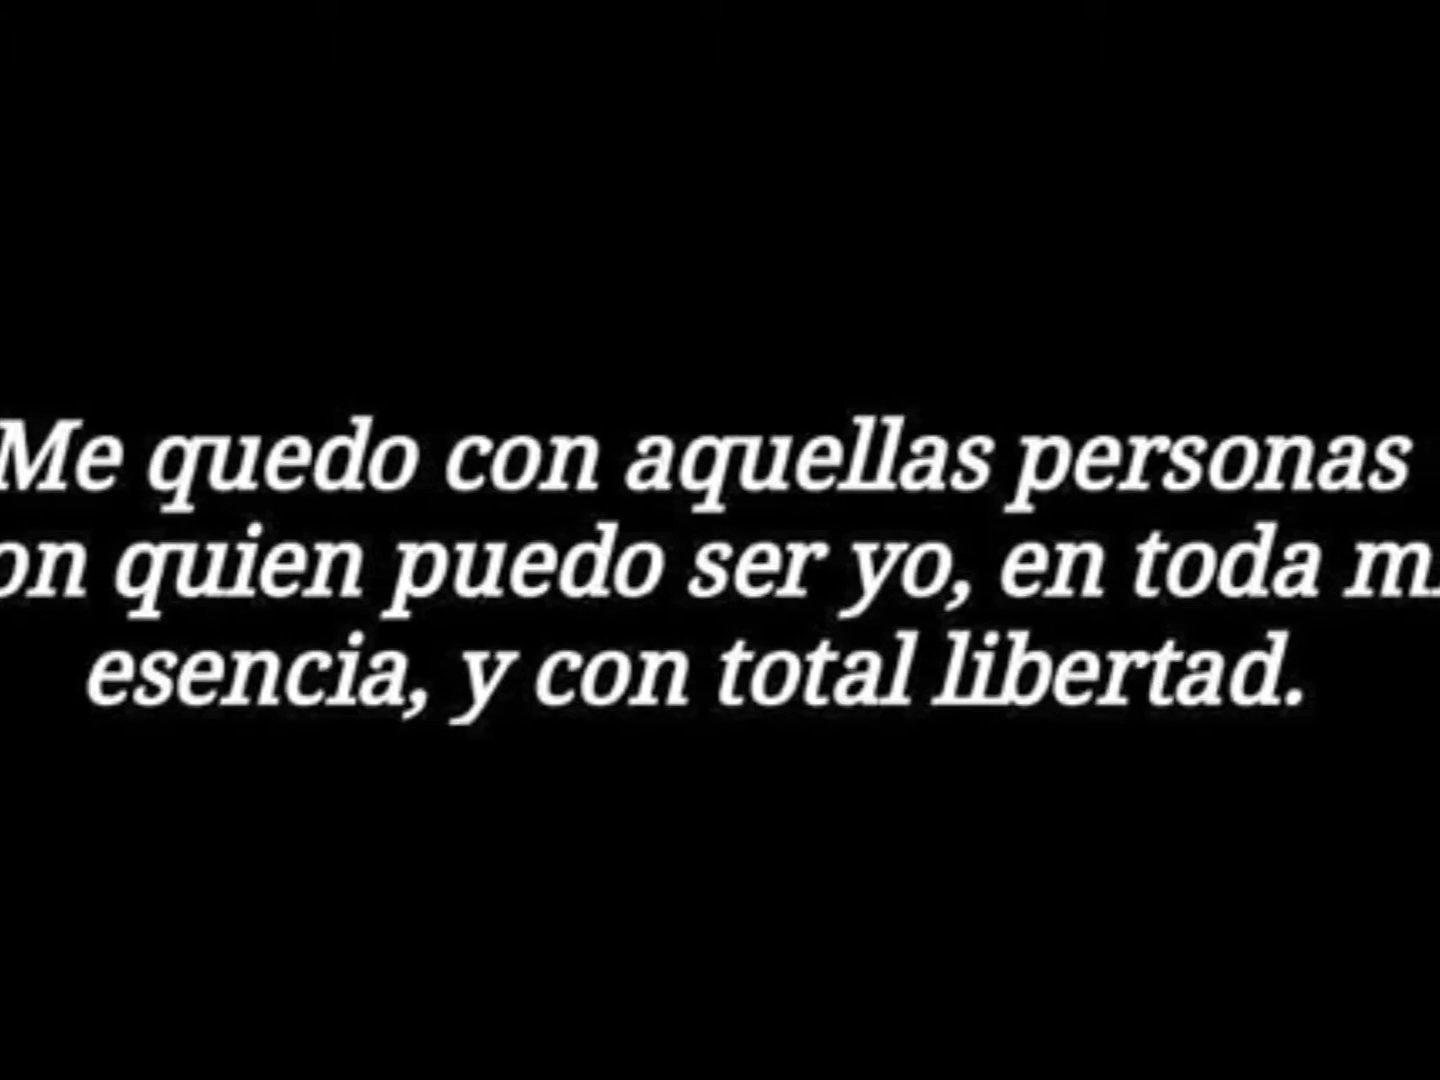 Me quedo con aquellas personas
on quien puedo ser yo, en toda m
esencia, y con total libertad.